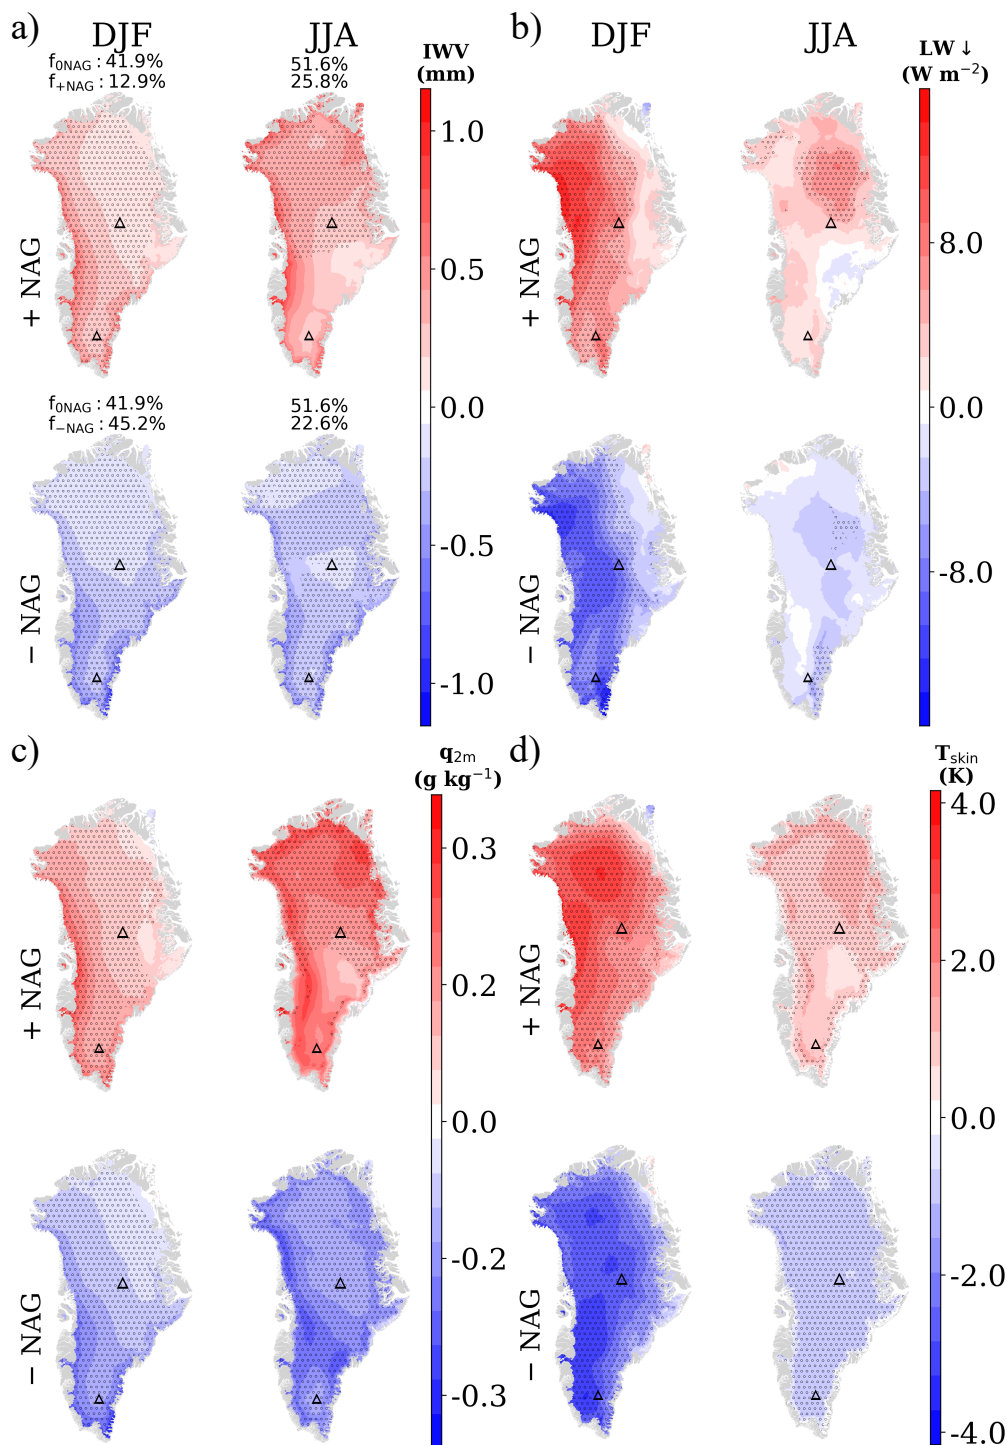 a)
DJF
JJA
IWV
(mm)
f0NAG : 41.9%
51.6%
f+NAG : 12.9%
25.8%
+ NAG
1.0
0.5
0.0
-0.5
-1.0
f0NAG : 41.9%
51.6%
f−NAG : 45.2%
22.6%
− NAG
b)
DJF
JJA
LW ↓
(W m−2)
+ NAG
8.0
0.0
-8.0
− NAG
c)
q2m
(g kg−1)
+ NAG
0.3
0.2
0.0
-0.2
-0.3
− NAG
d)
Tskin
(K)
+ NAG
4.0
2.0
0.0
-2.0
-4.0
− NAG